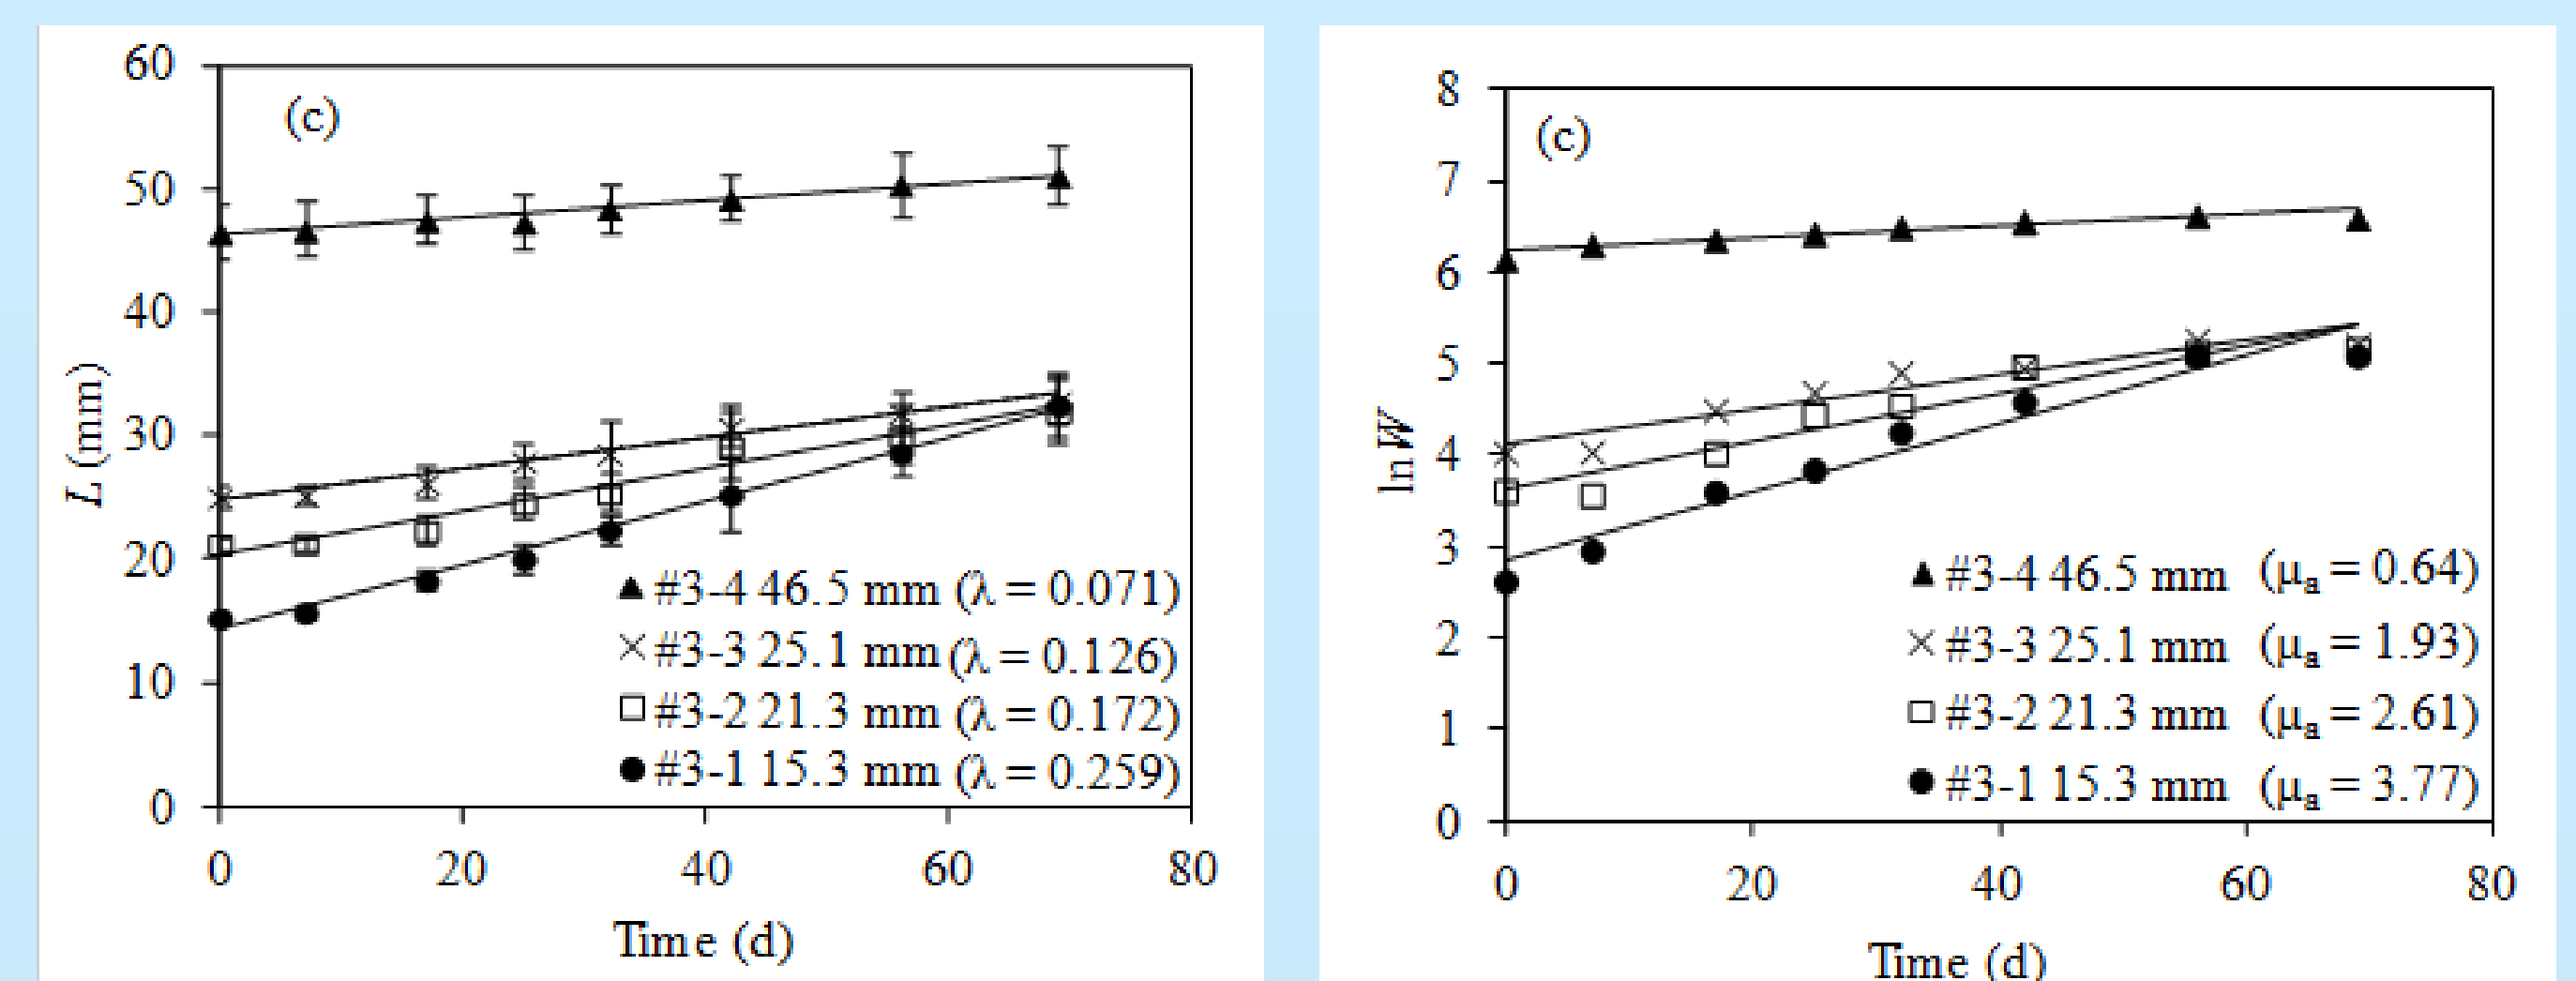 60
(c)
50
40
30
20
10
0
L (mm)
#3-4 46.5 mm (λ = 0.071)
#3-3 25.1 mm (λ = 0.126)
#3-2 21.3 mm (λ = 0.172)
#3-1 15.3 mm (λ = 0.259)
0 20 40 60 80
Time (d)
8
(c)
7
6
5
4
3
2
1
0
lnW
#3-4 46.5 mm (μa = 0.64)
#3-3 25.1 mm (μa = 1.93)
#3-2 21.3 mm (μa = 2.61)
#3-1 15.3 mm (μa = 3.77)
0 20 40 60 80
Time (d)